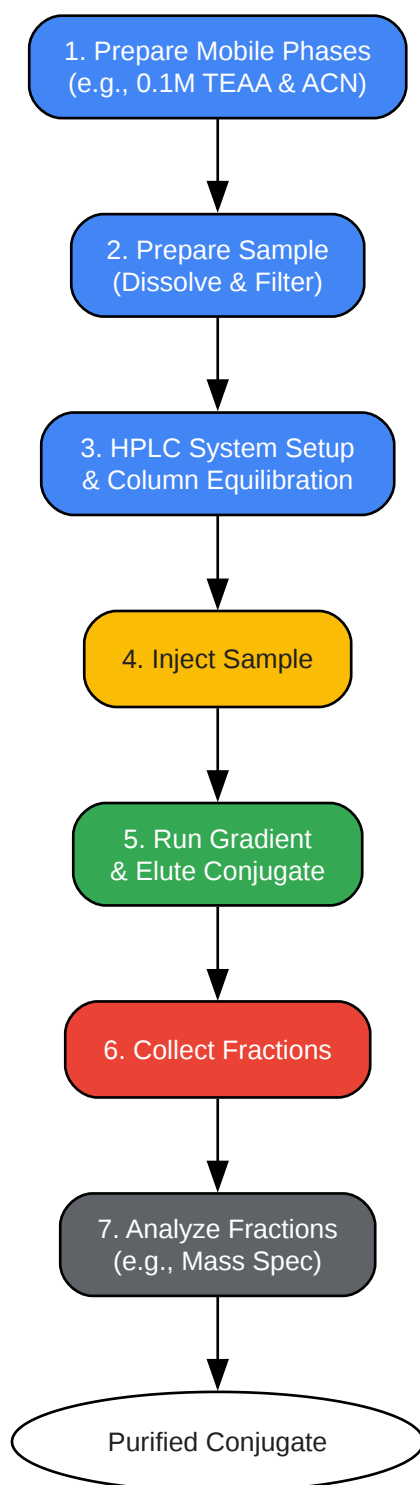 1. Prepare Mobile Phases
(e.g., 0.1M TEAA & ACN)
2. Prepare Sample
(Dissolve & Filter)
3. HPLC System Setup
& Column Equilibration
4. Inject Sample
5. Run Gradient
& Elute Conjugate
6. Collect Fractions
7. Analyze Fractions
(e.g., Mass Spec)
Purified Conjugate